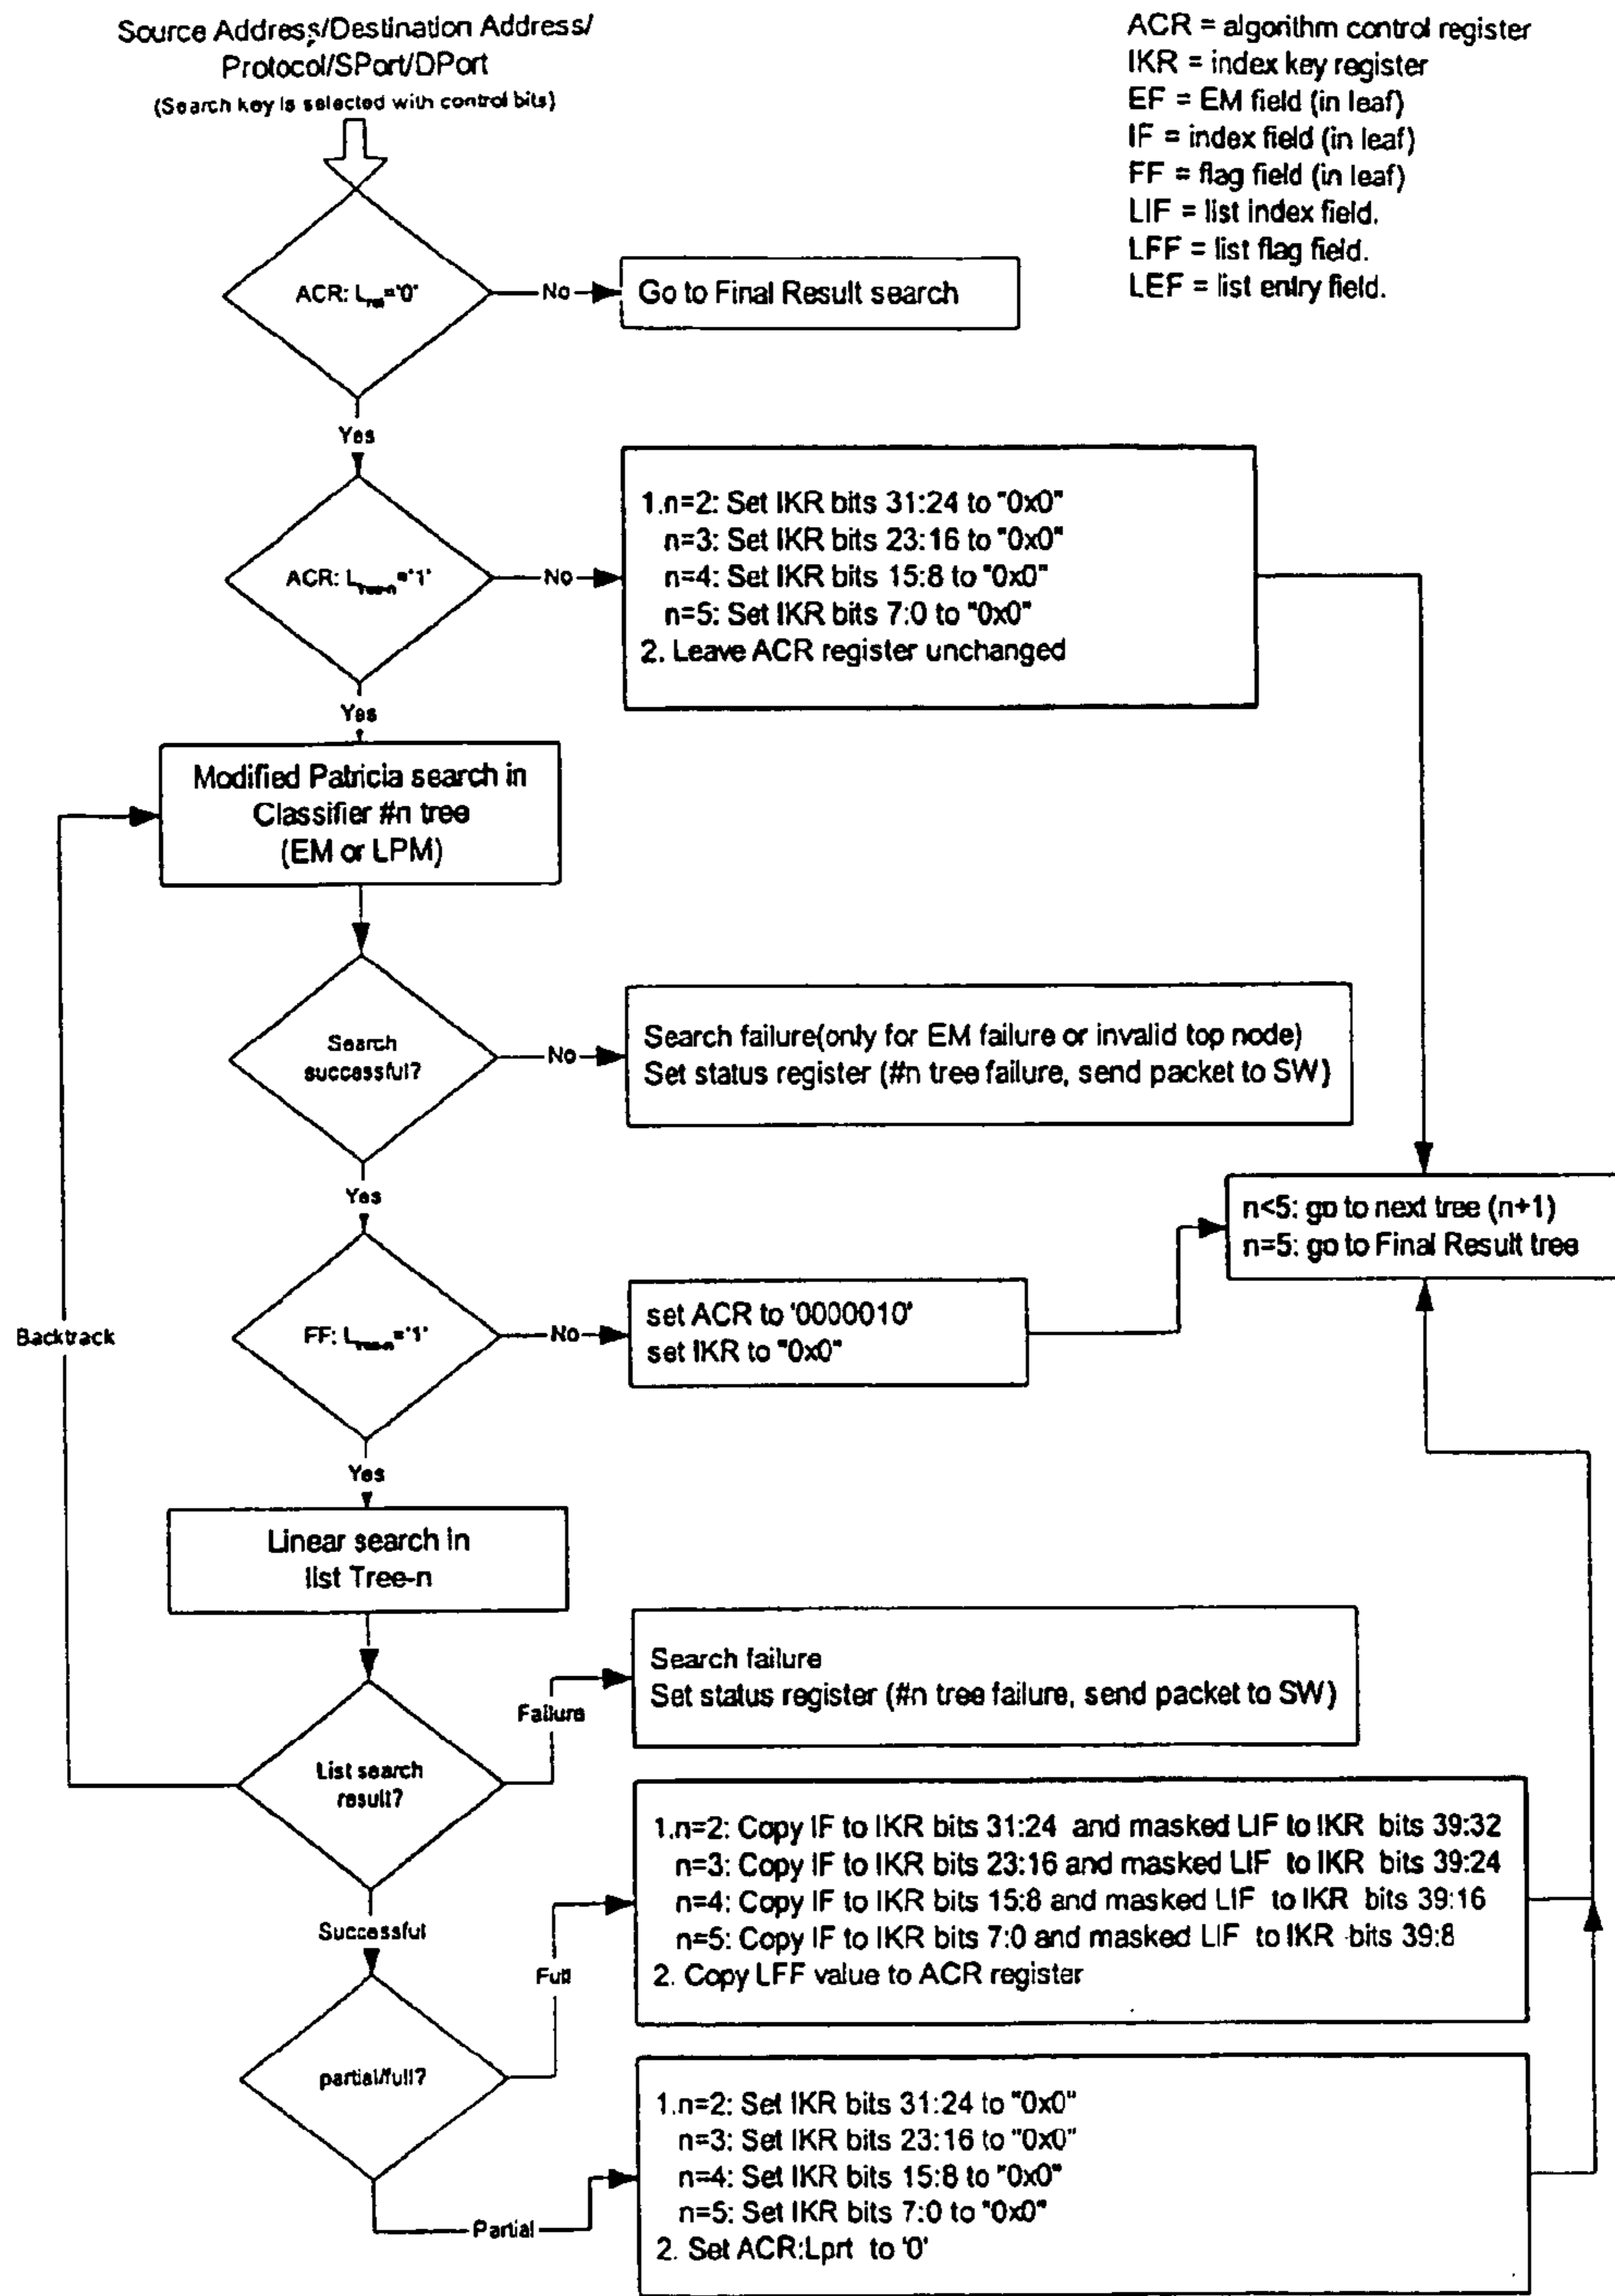 Source Address/Destination Address/
Protocol/SPort/DPort
(Search key is selected with control bits)
ACR = algorithm control register
IKR = index key register
EF = EM field (in leaf)
IF = index field (in leaf)
FF = flag field (in leaf)
LIF = list index field.
LFF = list flag field.
LEF = list entry field.
ACR: L ='0'
No
Go to Final Result search
Yes
ACR: L ='1'
No
1.n=2: Set IKR bits 31:24 to "0x0"
n=3: Set IKR bits 23:16 to "0x0"
n=4: Set IKR bits 15:8 to "0x0"
n=5: Set IKR bits 7:0 to "0x0"
2. Leave ACR register unchanged
Yes
Modified Patricia search in
Classifier #n tree
(EM or LPM)
Search
successful?
No
Search failure(only for EM failure or invalid top node)
Set status register (#n tree failure, send packet to SW)
Yes
n<5: go to next tree (n+1)
n=5: go to Final Result tree
FF: L ='1'
No
set ACR to '0000010'
set IKR to "0x0"
Backtrack
Yes
Linear search in
list Tree-n
List search
result?
Failure
Search failure
Set status register (#n tree failure, send packet to SW)
Successful
partial/full?
Full
1.n=2: Copy IF to IKR bits 31:24 and masked LIF to IKR bits 39:32
n=3: Copy IF to IKR bits 23:16 and masked LIF to IKR bits 39:24
n=4: Copy IF to IKR bits 15:8 and masked LIF to IKR bits 39:16
n=5: Copy IF to IKR bits 7:0 and masked LIF to IKR bits 39:8
2. Copy LFF value to ACR register
Partial
1.n=2: Set IKR bits 31:24 to "0x0"
n=3: Set IKR bits 23:16 to "0x0"
n=4: Set IKR bits 15:8 to "0x0"
n=5: Set IKR bits 7:0 to "0x0"
2. Set ACR:Lprt to '0'